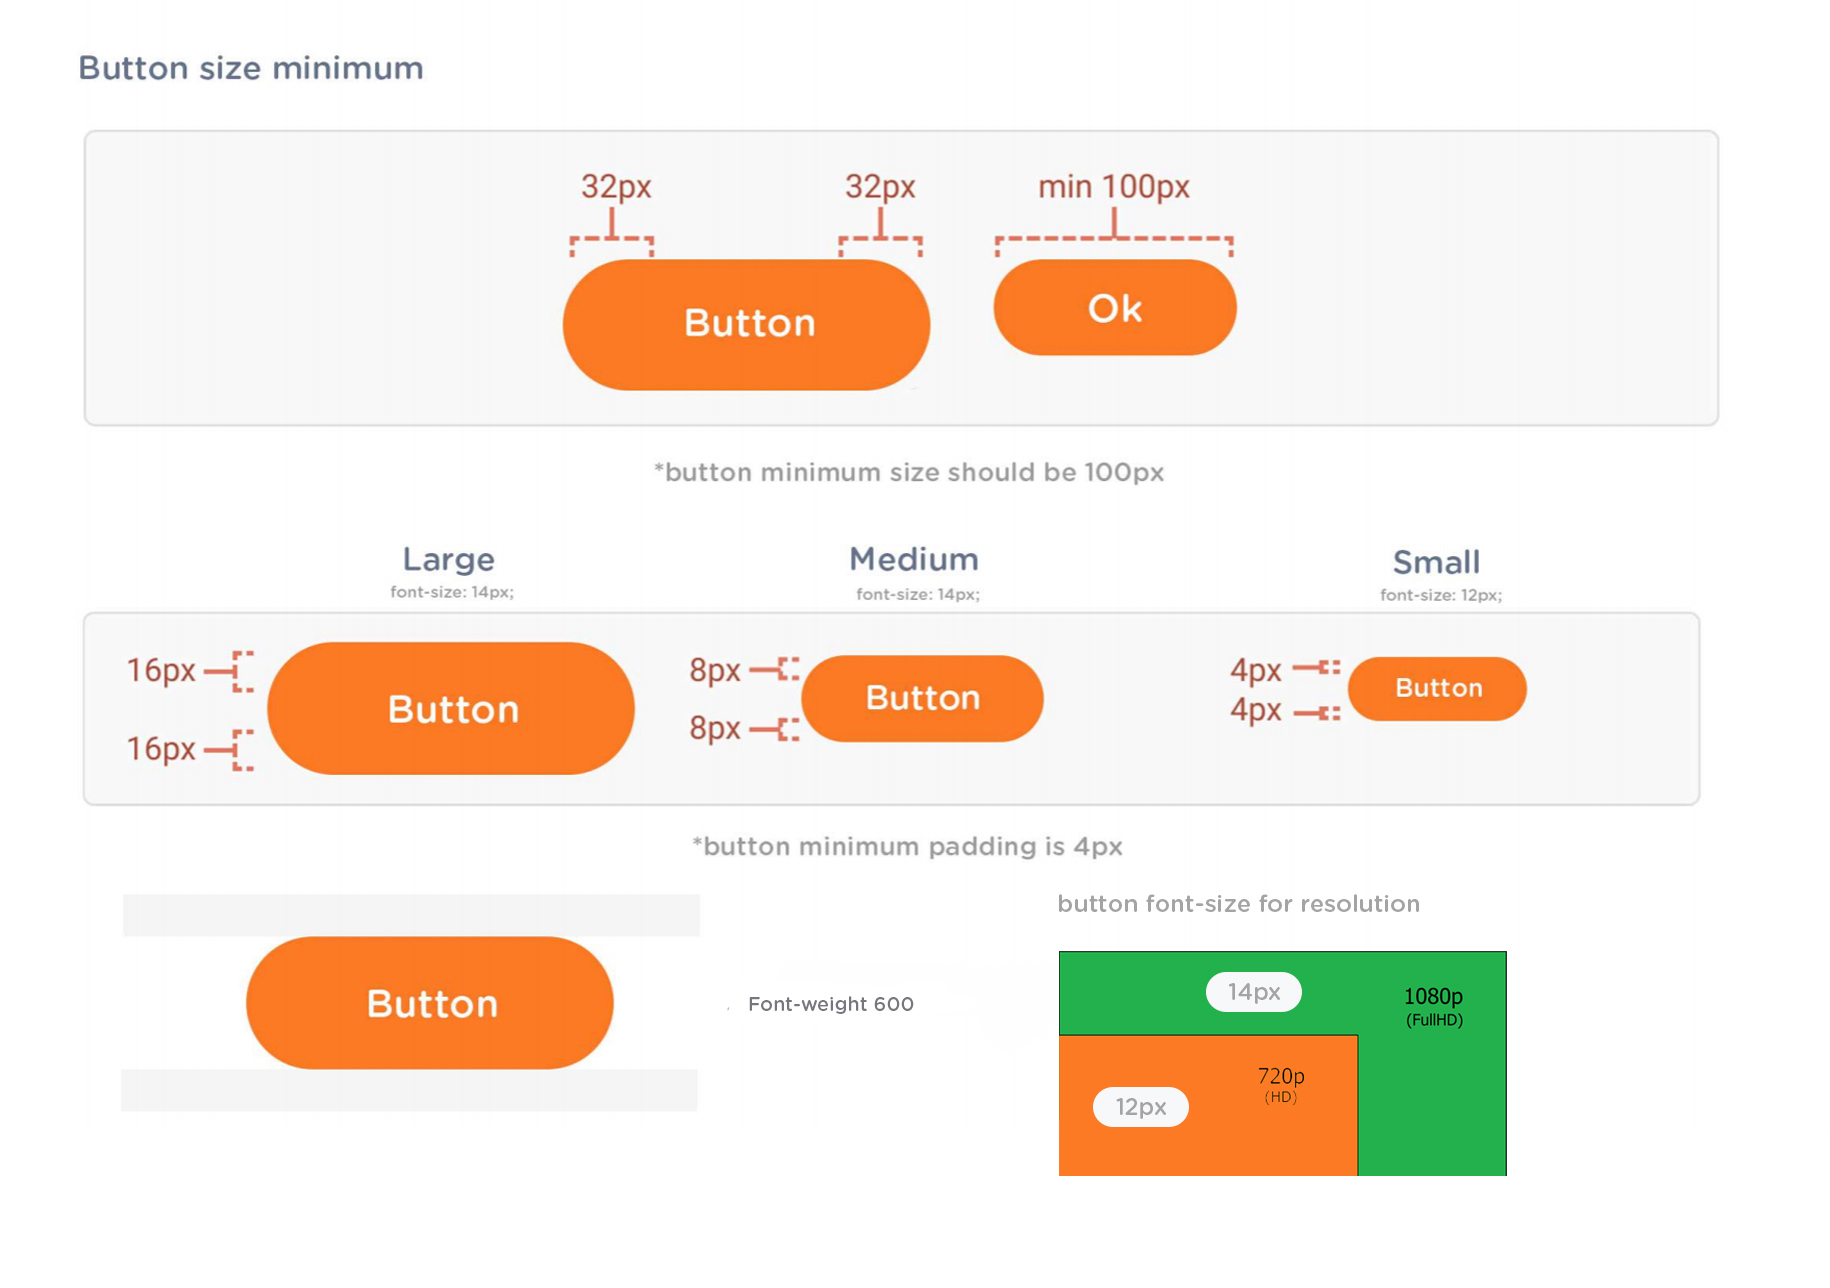 Button size minimum
32px 32px min 100px
Button Ok
*button minimum size should be 100px
Large Medium Small
font-size: 14px; font-size: 14px; font-size: 12px;
16px 8px 4px
Button Button Button
16px 8px 4px
*button minimum padding is 4px
button font-size for resolution
Button Font-weight 600
14px 1080p
(FullHD)
720p
(HD)
12px